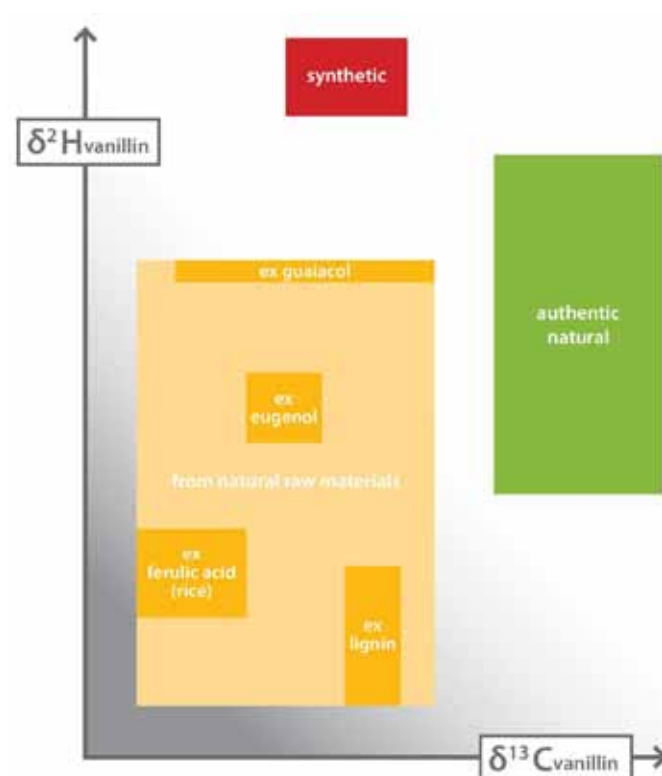 synthetic
δ²Hvanillin
ex guaiacol
authentic
natural
ex
eugenol
from natural raw materials
ex
ferulic acid
(rice)
ex
lignin
δ¹³Cvanillin